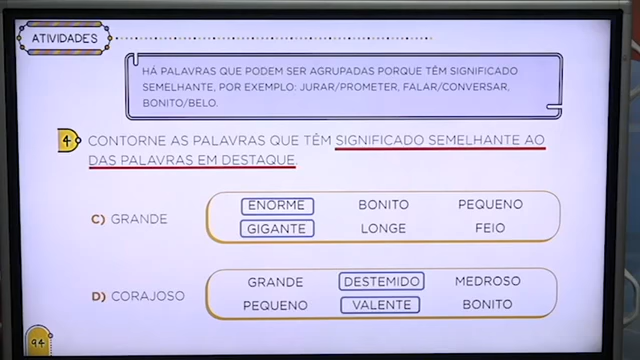 ATIVIDADES
HÁ PALAVRAS QUE PODEM SER AGRUPADAS PORQUE TÊM SIGNIFICADO
SEMELHANTE, POR EXEMPLO: JURAR/PROMETER, FALAR/CONVERSAR,
BONITO/BELO.
4 CONTORNE AS PALAVRAS QUE TÊM SIGNIFICADO SEMELHANTE AO
DAS PALAVRAS EM DESTAQUE.
C) GRANDE
ENORME BONITO PEQUENO
GIGANTE LONGE FEIO
D) CORAJOSO
GRANDE DESTEMIDO MEDROSO
PEQUENO VALENTE BONITO
94